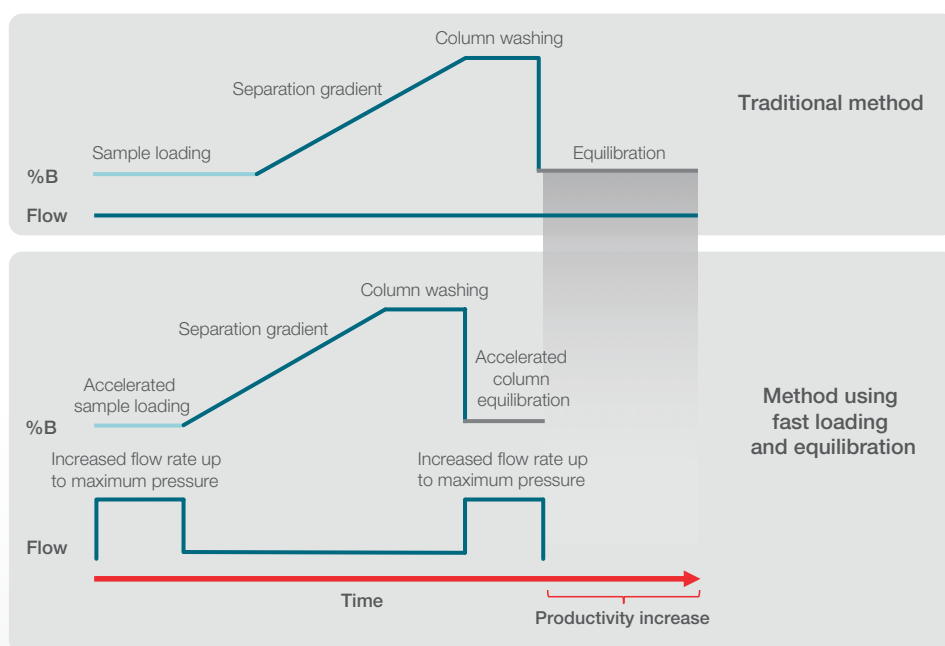 Column washing
Separation gradient
Traditional method
Sample loading
Equilibration
%B
Flow
Column washing
Separation gradient
Accelerated
sample loading
Accelerated
column
equilibration
Method using
fast loading
and equilibration
%B
Increased flow rate up
to maximum pressure
Increased flow rate up
to maximum pressure
Flow
Time
Productivity increase